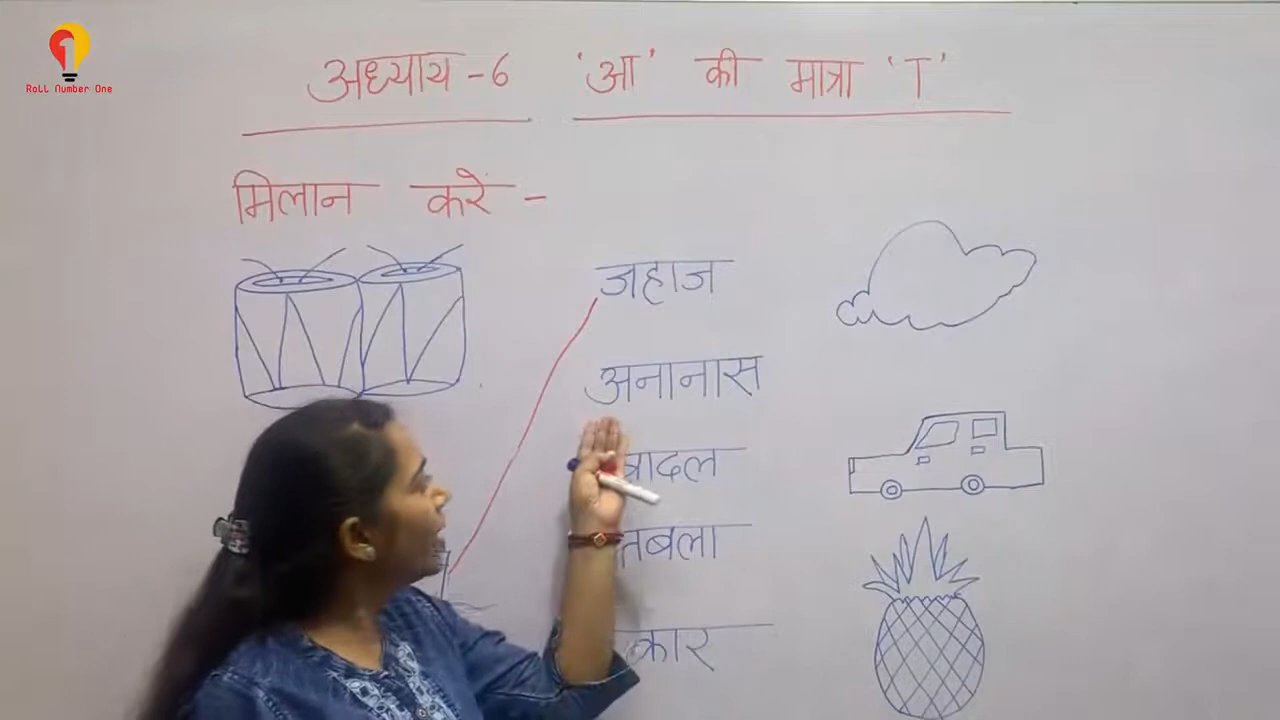 Roll Number One
अध्याय -6 'आ' की मात्रा 'ा'
मिलान करें -
जहाज
अनानास
बादल
तबला
कार